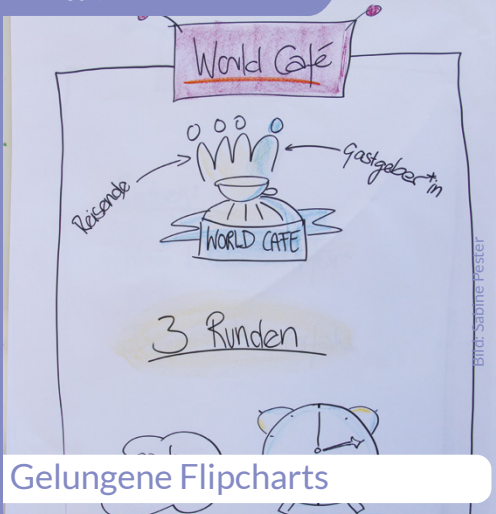 World Café
Reisende
Gastgeber*in
WORLD CAFE
3 Runden
Bild: Sabine Pester
Gelungene Flipcharts